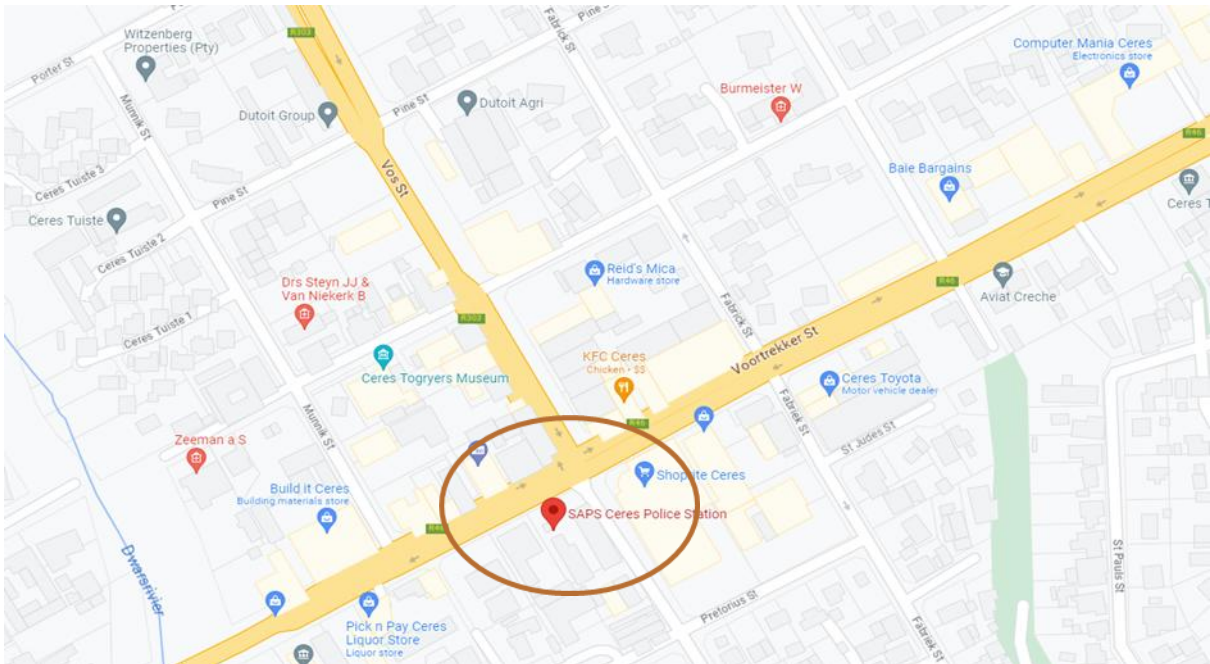 Witzenberg
Properties (Pty)
Porter St
R303
Pine St
Fabriek St
Computer Mania Ceres
Electronics store
Munnik St
Dutoit Group
Pine St
Dutoit Agri
Burmeister W
R46
Ceres Tuiste 3
Vos St
Baie Bargains
Ceres Tuiste
Pine St
Ceres T
Ceres Tuiste 2
Drs Steyn JJ &
Van Niekerk B
Reid's Mica
Hardware store
R46
Aviat Creche
Ceres Tuiste 1
R303
Fabrick St
Voortrekker St
Ceres Togryers Museum
KFC Ceres
Chicken • $$
Ceres Toyota
Motor vehicle dealer
Munnik St
Fabriek St
R46
Zeeman a S
St Judes St
Build it Ceres
Building materials store
Shoprite Ceres
SAPS Ceres Police Station
R46
Dwarsrivier
St Pauls St
Pretorius St
Pick n Pay Ceres
Liquor Store
Liquor store
Fabriek St